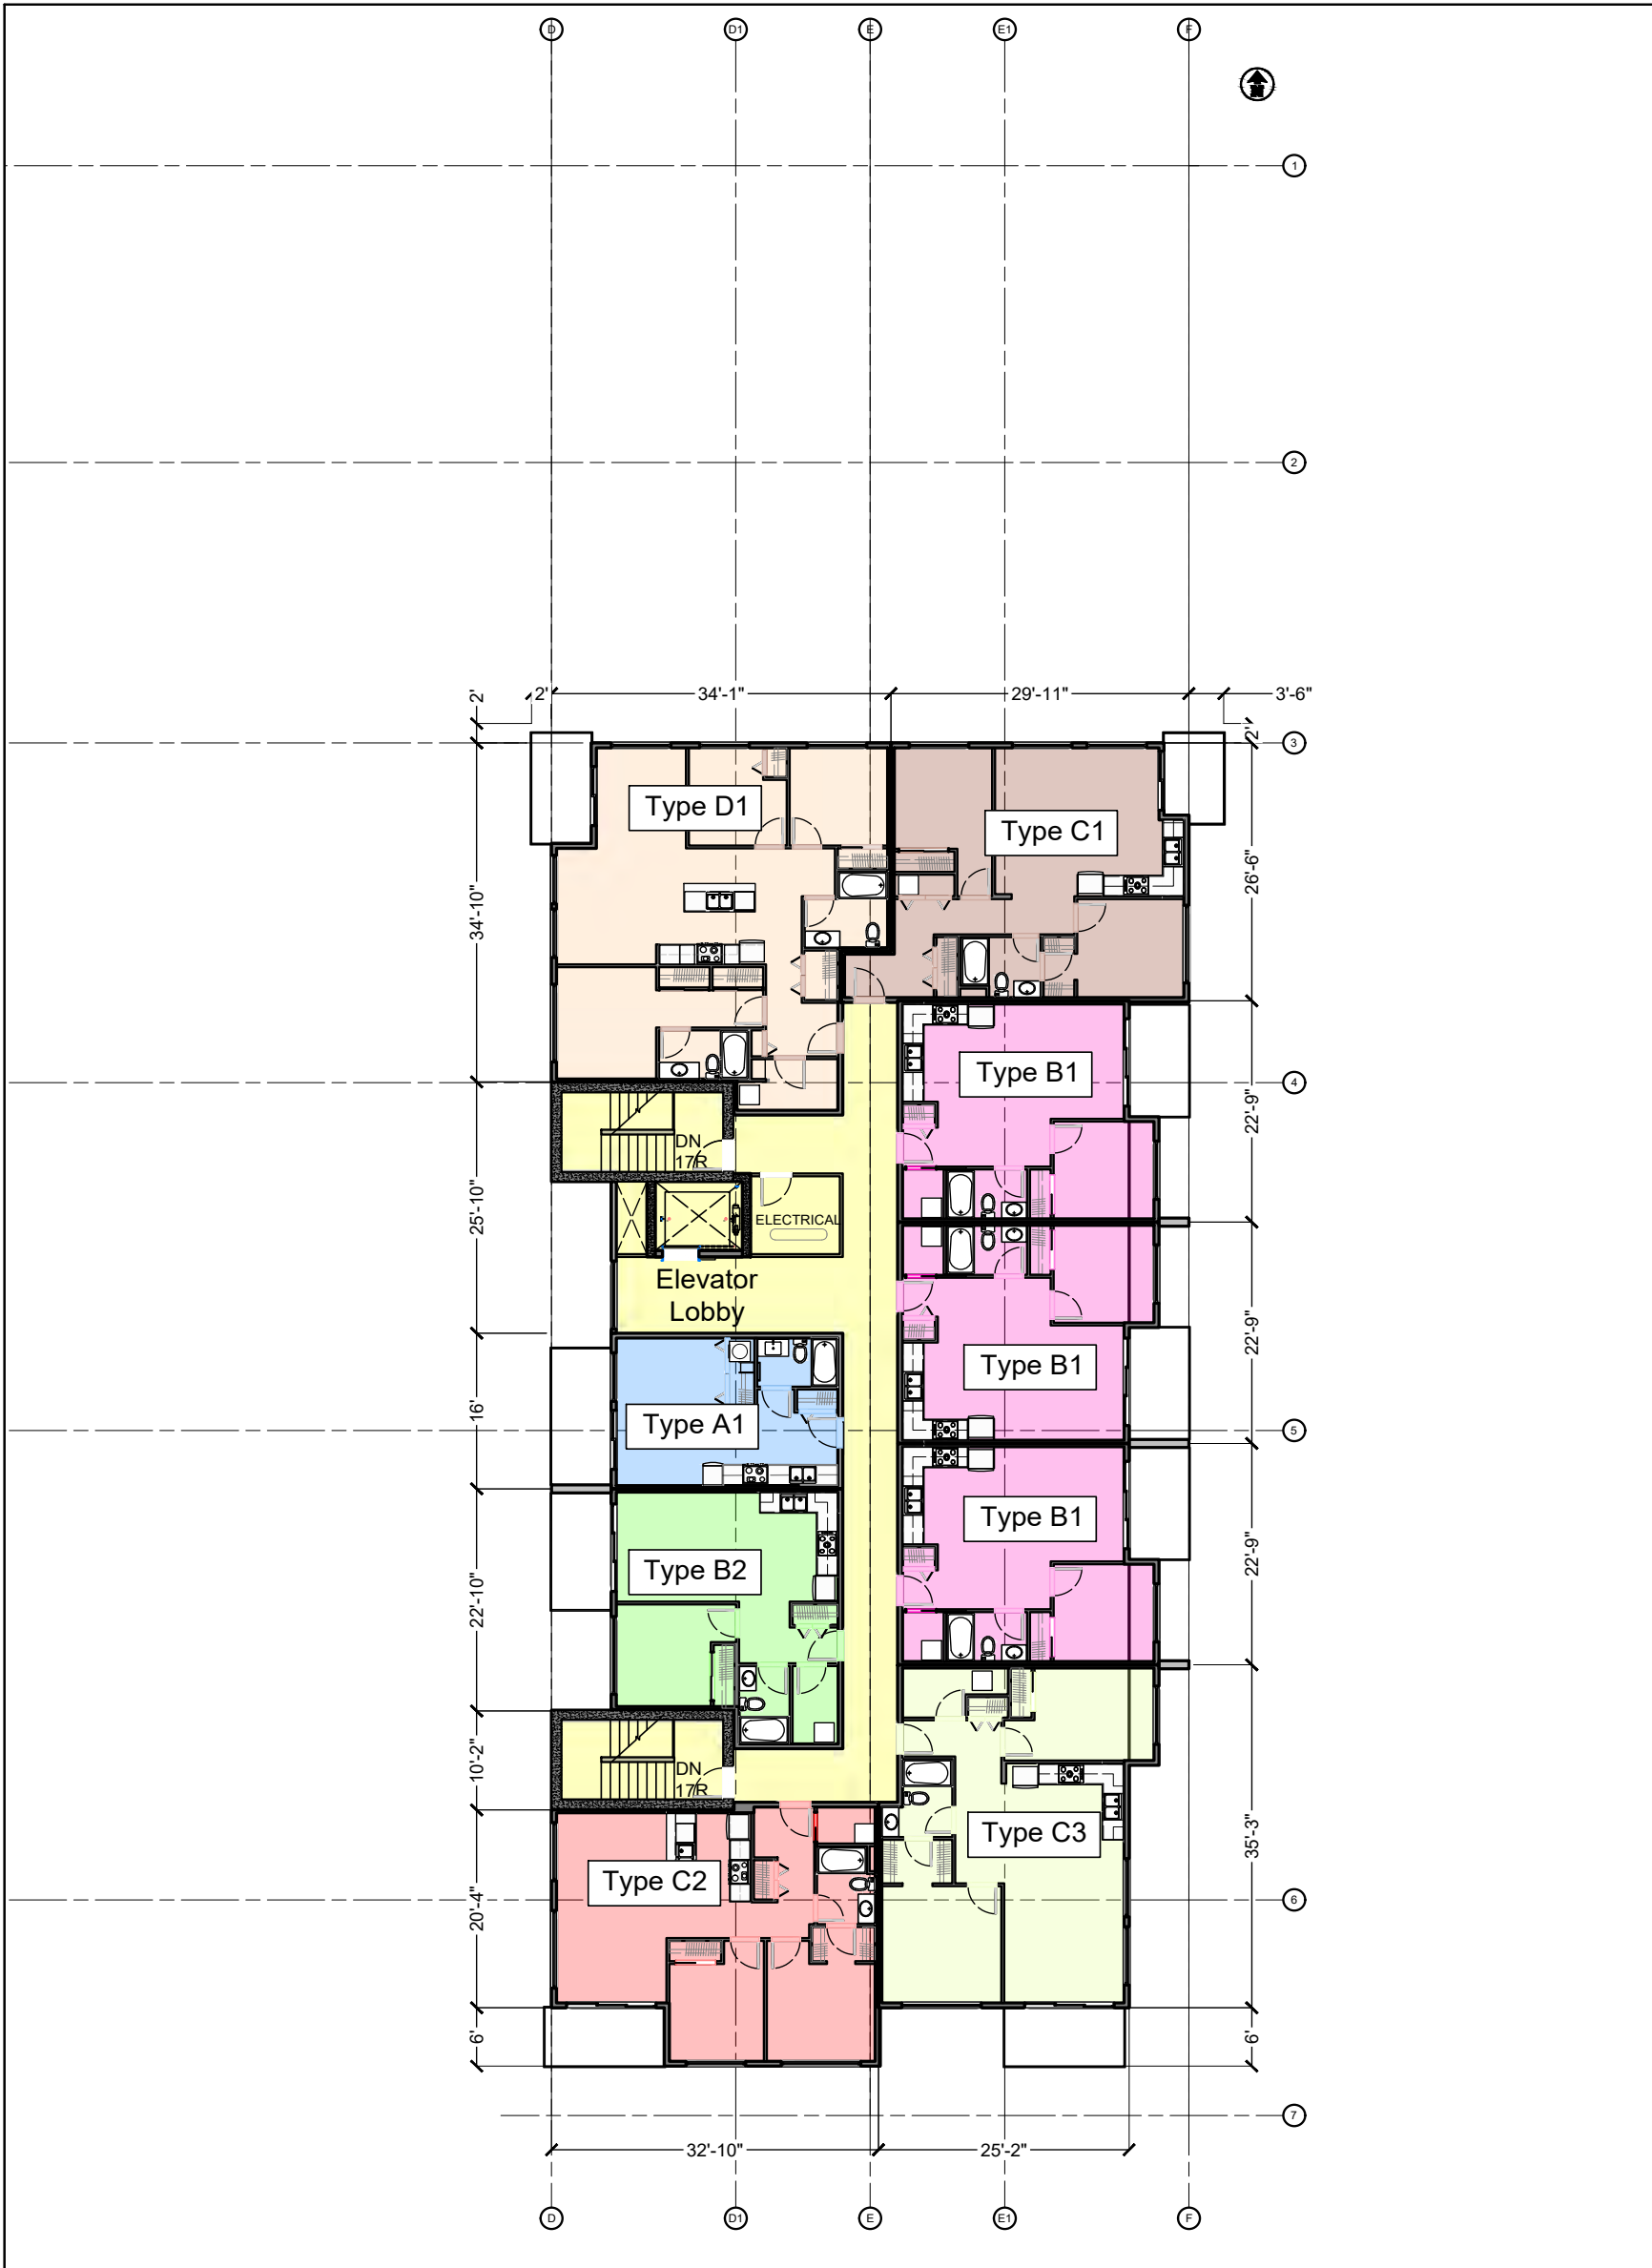 D D1 E E1 F
N
1
2
2' 2' 34'-1" 29'-11" 3'-6"
2'
3
Type D1
Type C1
34'-10"
26'-6"
Type B1
4
22'-9"
DN
17R
25'-10"
ELECTRICAL
Elevator
Lobby
22'-9"
Type B1
16'
Type A1
5
Type B1
22'-9"
Type B2
22'-10"
DN
17R
10'-2"
Type C3
35'-3"
Type C2
20'-4"
6
6'
6'
7
32'-10" 25'-2"
D D1 E E1 F